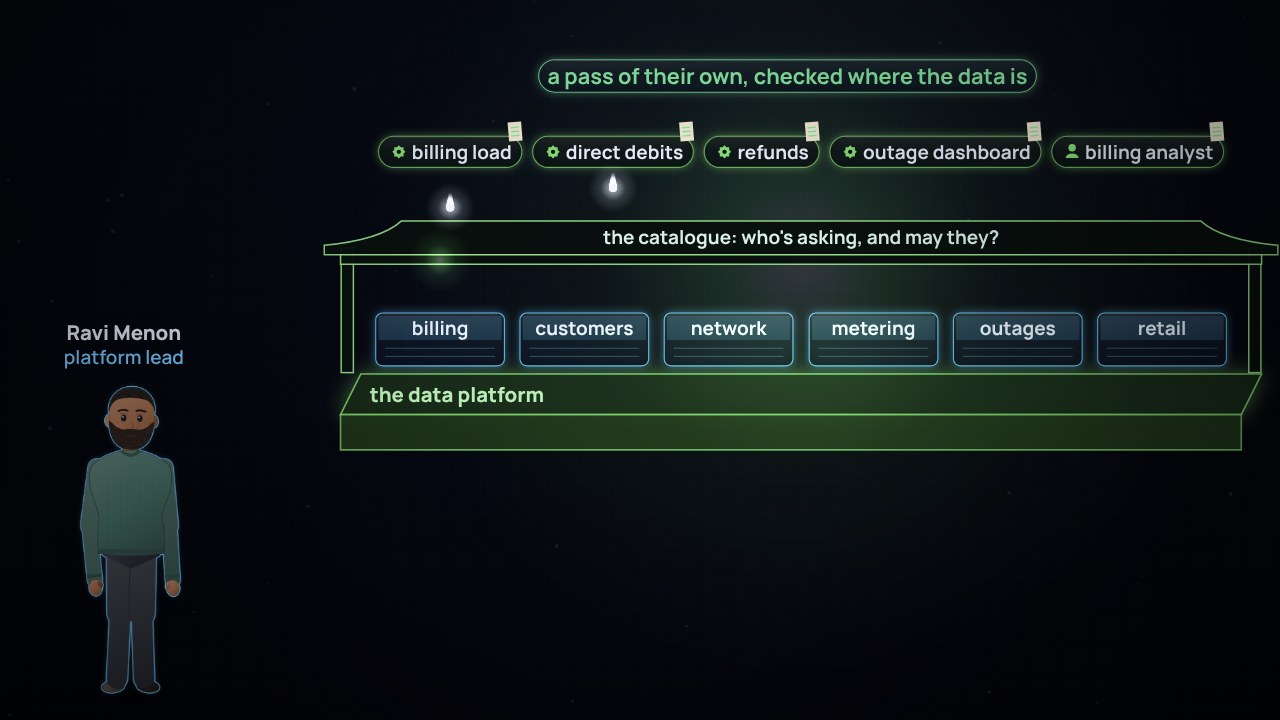 a pass of their own, checked where the data is
billing load
direct debits
refunds
outage dashboard
billing analyst
the catalogue: who's asking, and may they?
billing
customers
network
metering
outages
retail
the data platform
Ravi Menon
platform lead